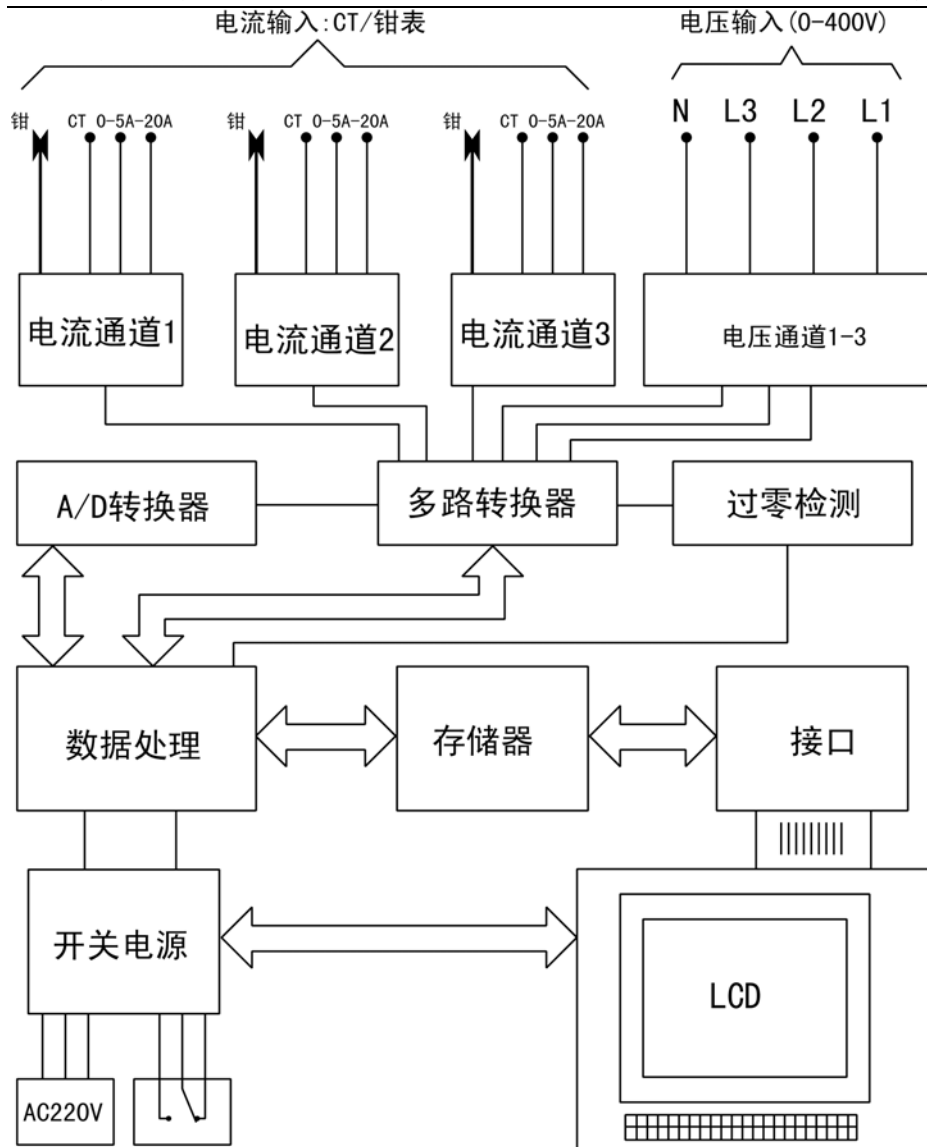 电流输入:CT/钳表
电压输入(0-400V)
钳 CT 0-5A-20A
钳 CT 0-5A-20A
钳 CT 0-5A-20A
N L3 L2 L1
电流通道1
电流通道2
电流通道3
电压通道1-3
A/D转换器
多路转换器
过零检测
数据处理
存储器
接口
开关电源
LCD
AC220V